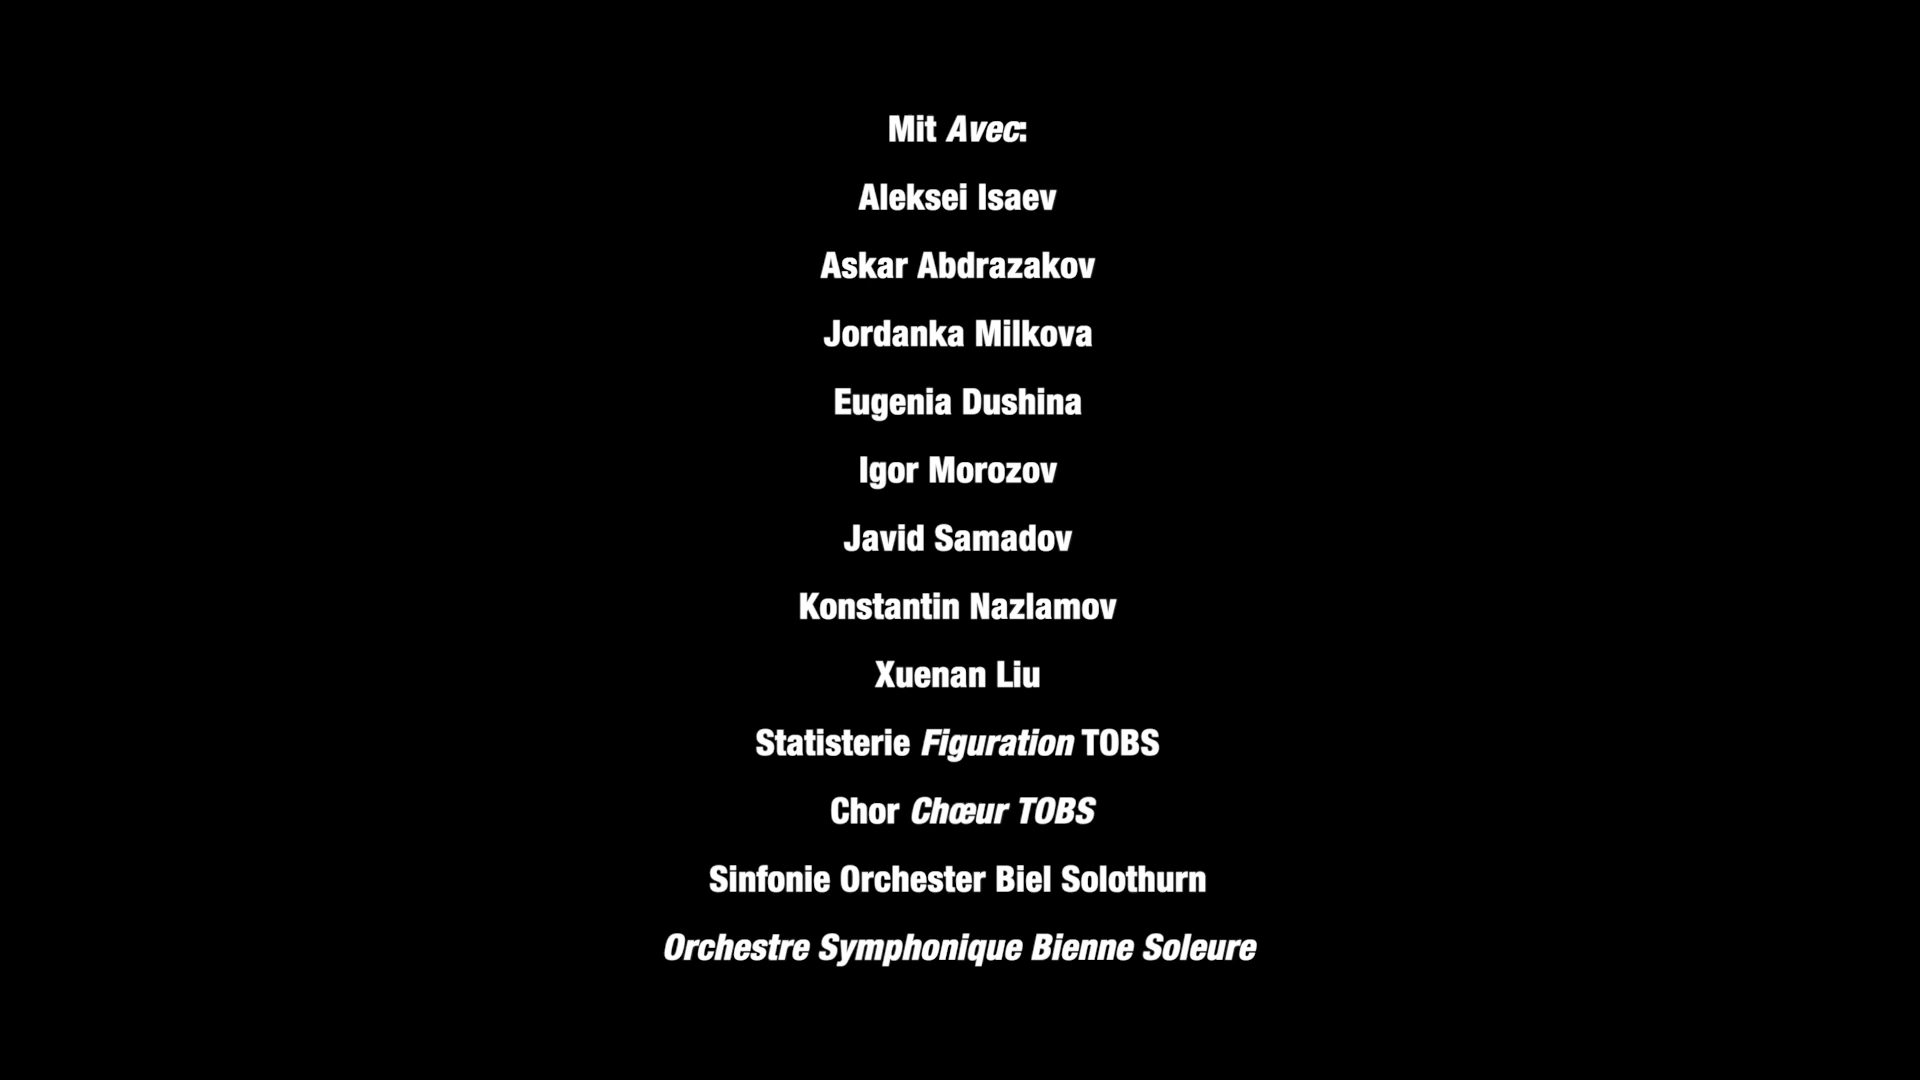 Mit Avec:
Aleksei Isaev
Askar Abdrazakov
Jordanka Milkova
Eugenia Dushina
Igor Morozov
Javid Samadov
Konstantin Nazlamov
Xuenan Liu
Statisterie Figuration TOBS
Chor Chœur TOBS
Sinfonie Orchester Biel Solothurn
Orchestre Symphonique Bienne Soleure